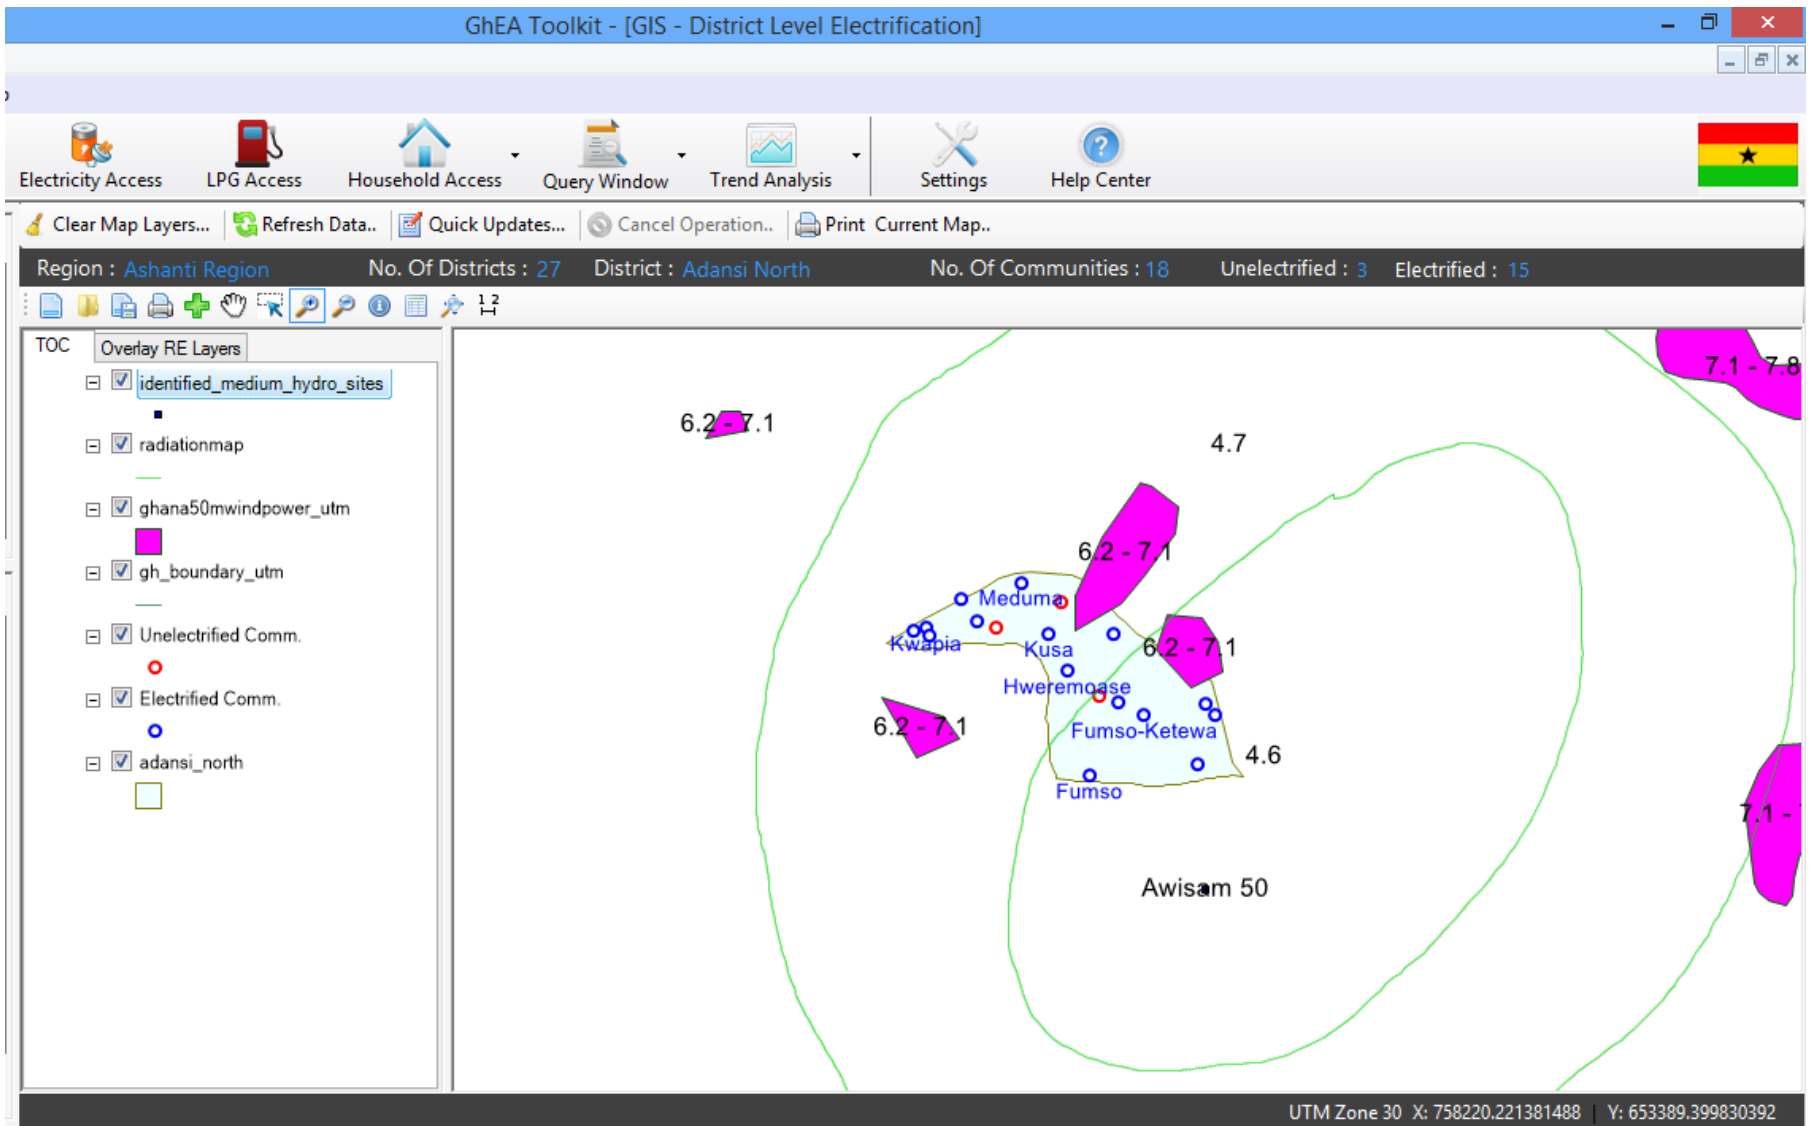 GhEA Toolkit - [GIS - District Level Electrification]
Electricity Access LPG Access Household Access Query Window Trend Analysis Settings Help Center
Clear Map Layers... Refresh Data.. Quick Updates... Cancel Operation.. Print Current Map..
Region : Ashanti Region No. Of Districts : 27 District : Adansi North No. Of Communities : 18 Unelectrified : 3 Electrified : 15
1 2
TOC Overlay RE Layers
identified_medium_hydro_sites
radiationmap
ghana50mwindpower_utm
gh_boundary_utm
Unelectrified Comm.
Electrified Comm.
adansi_north
7.1 - 7.8
6.2 - 7.1
4.7
6.2 - 7.1
Meduma
Kwapia
Kusa
6.2 - 7.1
Hweremoase
6.2 - 7.1
Fumso-Ketewa
4.6
Fumso
7.1 -
Awisam 50
UTM Zone 30 X: 758220.221381488 Y: 653389.399830392